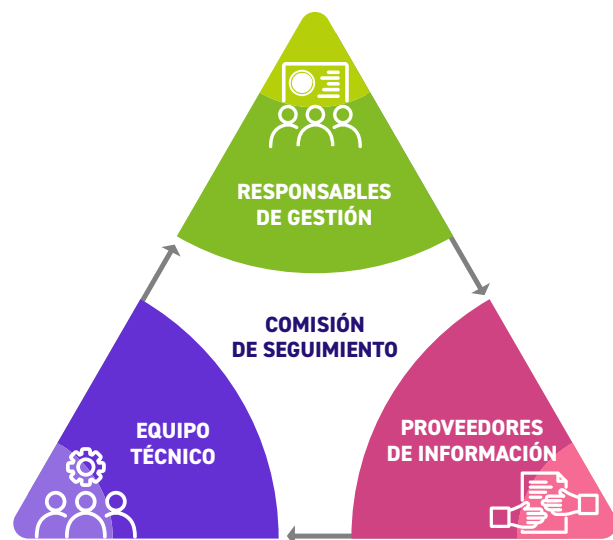 RESPONSABLES
DE GESTIÓN
COMISIÓN
DE SEGUIMIENTO
EQUIPO
TÉCNICO
PROVEEDORES
DE INFORMACIÓN